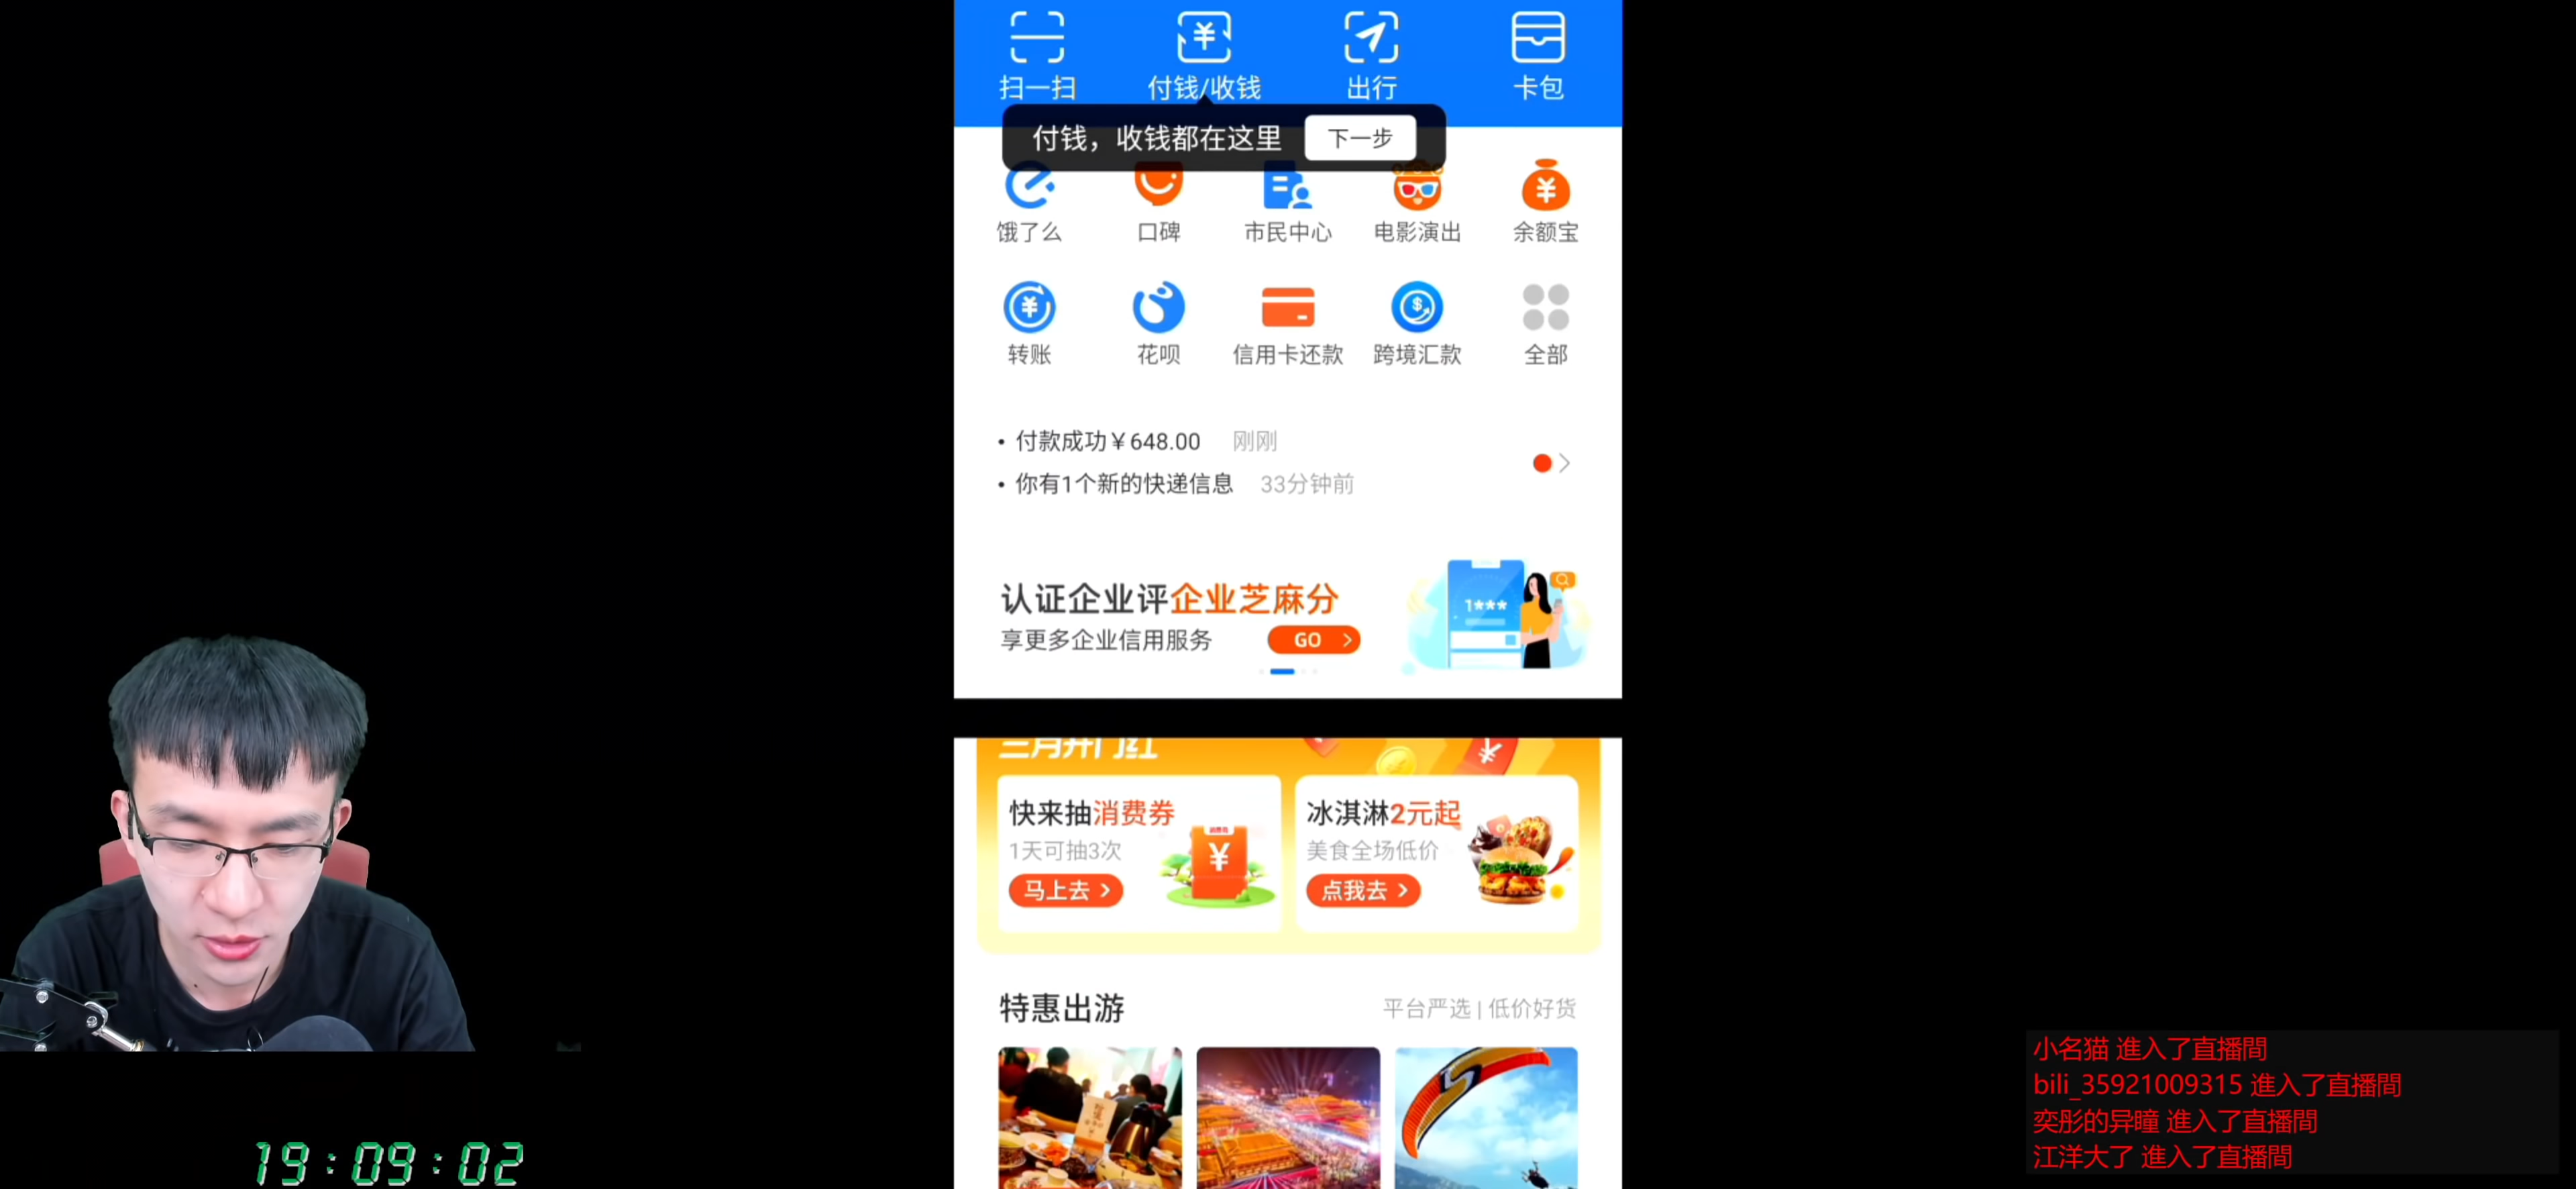 扫一扫
付钱/收钱
出行
卡包
付钱，收钱都在这里
下一步
饿了么
口碑
市民中心
电影演出
余额宝
转账
花呗
信用卡还款
跨境汇款
全部
• 付款成功￥648.00 刚刚
• 你有1个新的快递信息 33分钟前
认证企业评企业芝麻分
享更多企业信用服务
GO >
1***
三月开门红
快来抽消费券
1天可抽3次
马上去 >
冰淇淋2元起
美食全场低价
点我去 >
特惠出游
平台严选 | 低价好货
小名猫 進入了直播間
bili_35921009315 進入了直播間
奕彤的异瞳 進入了直播間
江洋大了 進入了直播間
19:09:02